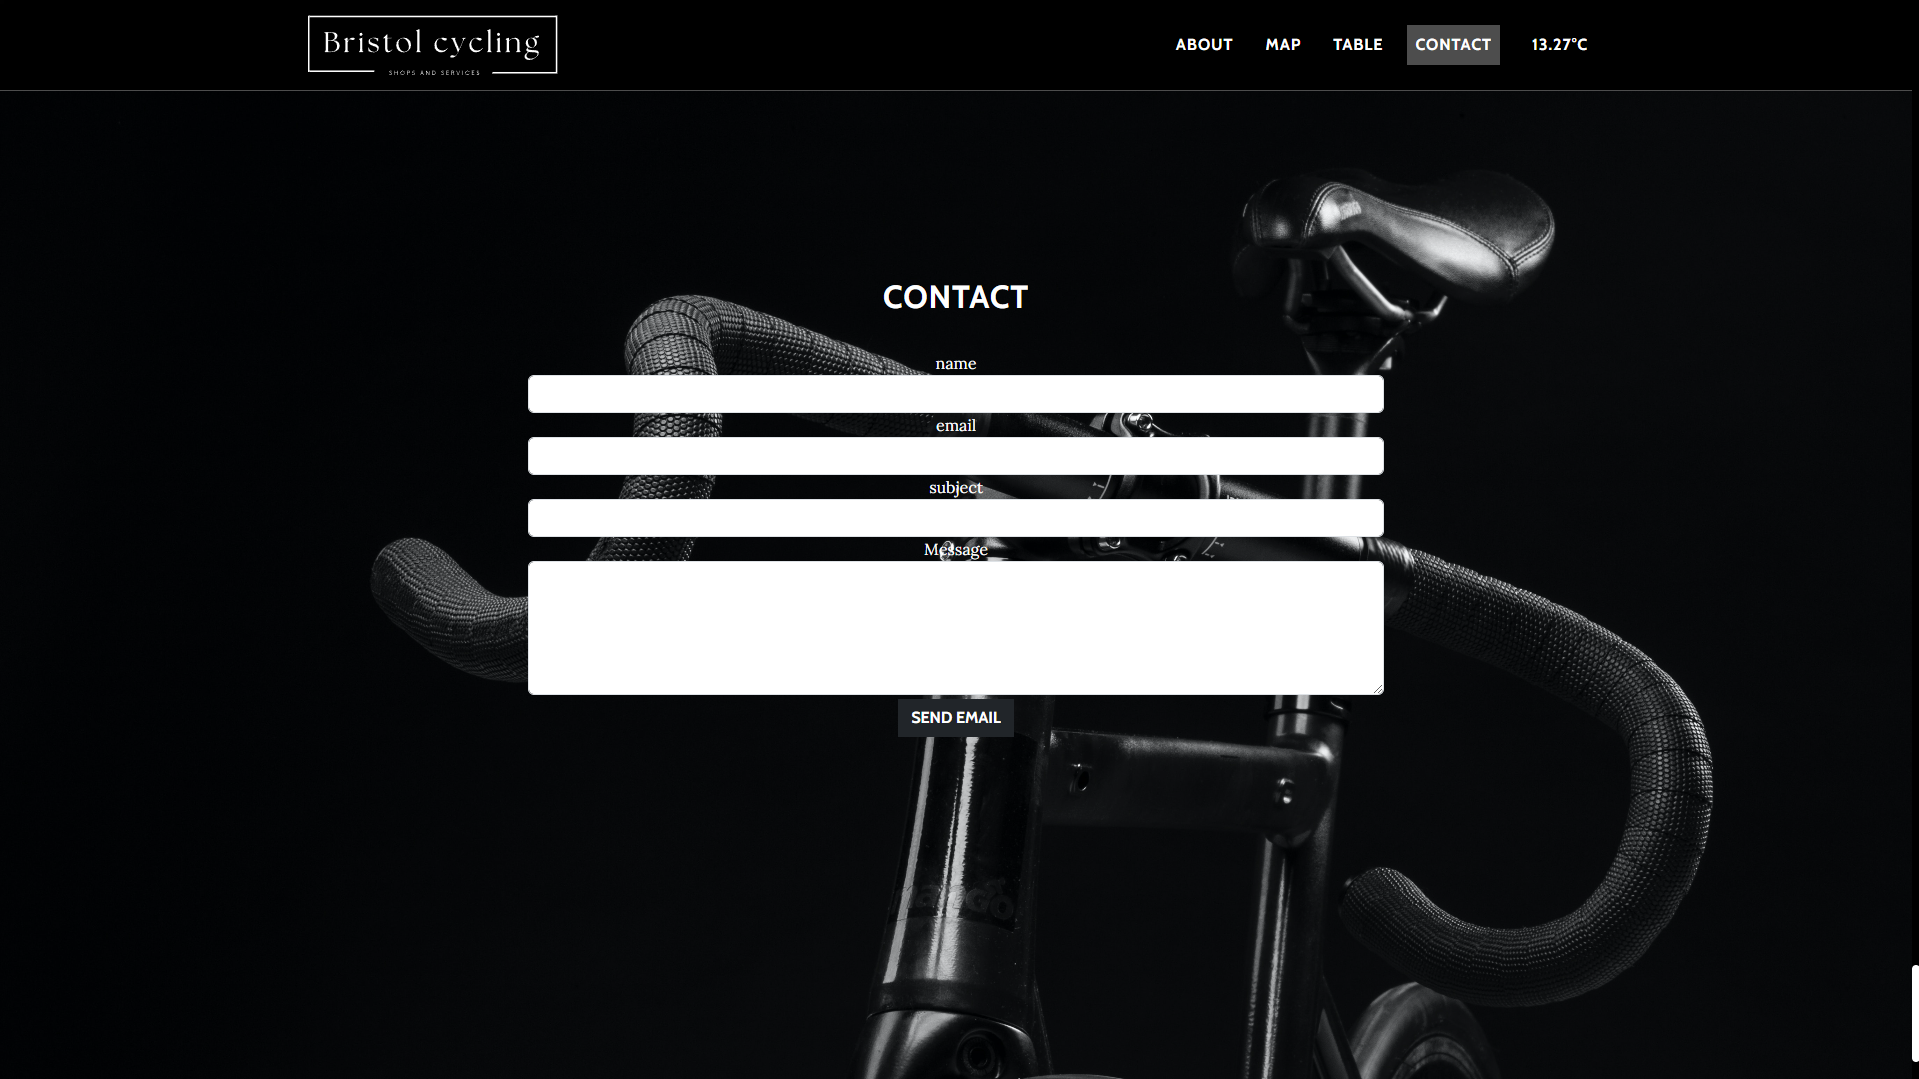 Bristol cycling
SHOPS AND SERVICES
ABOUT
MAP
TABLE
CONTACT
13.27°C
CONTACT
name
email
subject
Message
SEND EMAIL